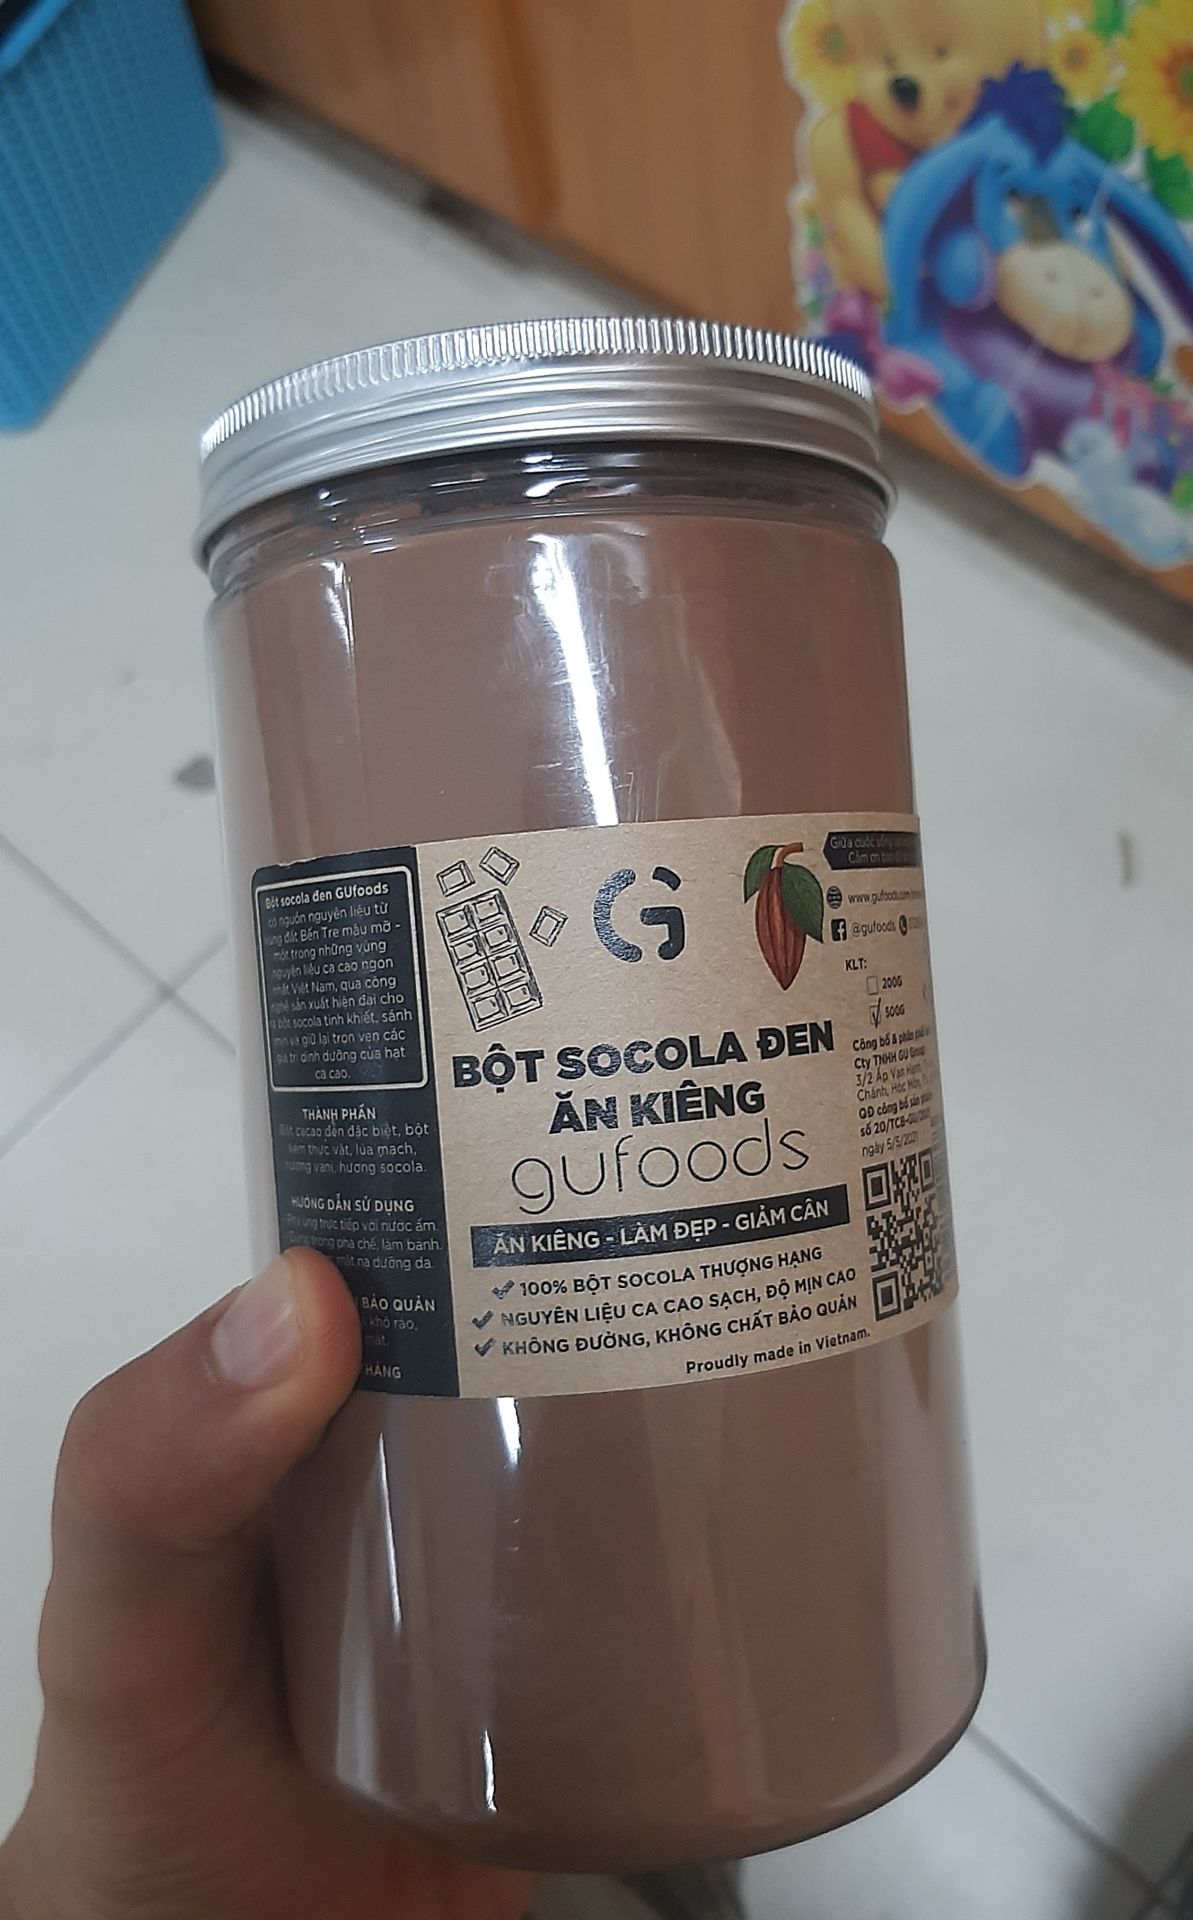 Bột socola đen GUfoods
có nguồn nguyên liệu từ
đất Bến Tre màu mỡ -
một trong những vùng
nguyên liệu ca cao ngon
nhất Việt Nam, qua công
nghệ sản xuất hiện đại cho
ra bột socola tinh khiết, sánh
mịn và giữ lại trọn vẹn các
giá trị dinh dưỡng của hạt
ca cao.
THÀNH PHẦN
Bột cacao đen đặc biệt, bột
kem thực vật, lúa mạch,
hương vani, hương socola.
HƯỚNG DẪN SỬ DỤNG
Pha uống trực tiếp với nước ấm.
Dùng trong pha chế, làm bánh.
mặt nạ dưỡng da.
BẢO QUẢN
khô ráo,
mát.
THÁNG
G
BỘT SOCOLA ĐEN
ĂN KIÊNG
gufoods
ĂN KIÊNG - LÀM ĐẸP - GIẢM CÂN
100% BỘT SOCOLA THƯỢNG HẠNG
NGUYÊN LIỆU CA CAO SẠCH, ĐỘ MỊN CAO
KHÔNG ĐƯỜNG, KHÔNG CHẤT BẢO QUẢN
Proudly made in Vietnam.
Giữa cuộc sống
Cảm ơn bạn
www.gufoods.com
@gufoods
KLT:
200G
500G
Công bố & phân phối
Cty TNHH GU Group
3/2 Ấp Vạn Hạnh,
Chánh, Hóc Môn,
QĐ công bố sản phẩm
số 20/TCB-GU/2021
ngày 5/5/2021